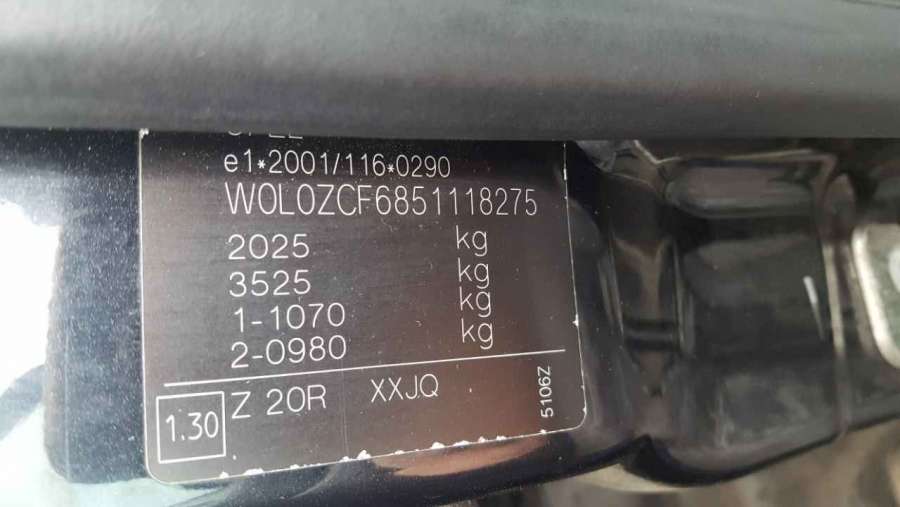 e1*2001/116*0290
W0L0ZCF6851118275
2025 kg
3525 kg
1-1070 kg
2-0980 kg
Z 20R XXJQ
1.30
5106Z